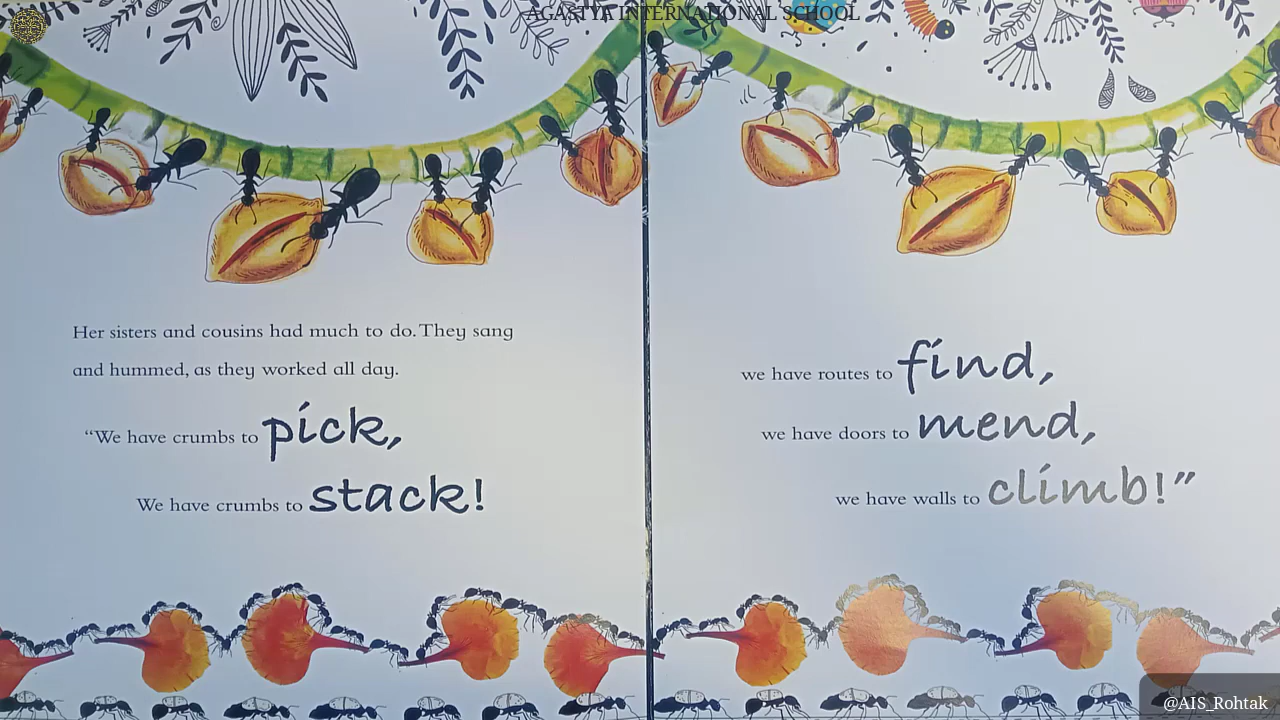 AGASTYA INTERNATIONAL SCHOOL
Her sisters and cousins had much to do. They sang
and hummed, as they worked all day.
“We have crumbs to pick,
We have crumbs to stack!
we have routes to find,
we have doors to mend,
we have walls to climb!”
@AIS_Rohtak